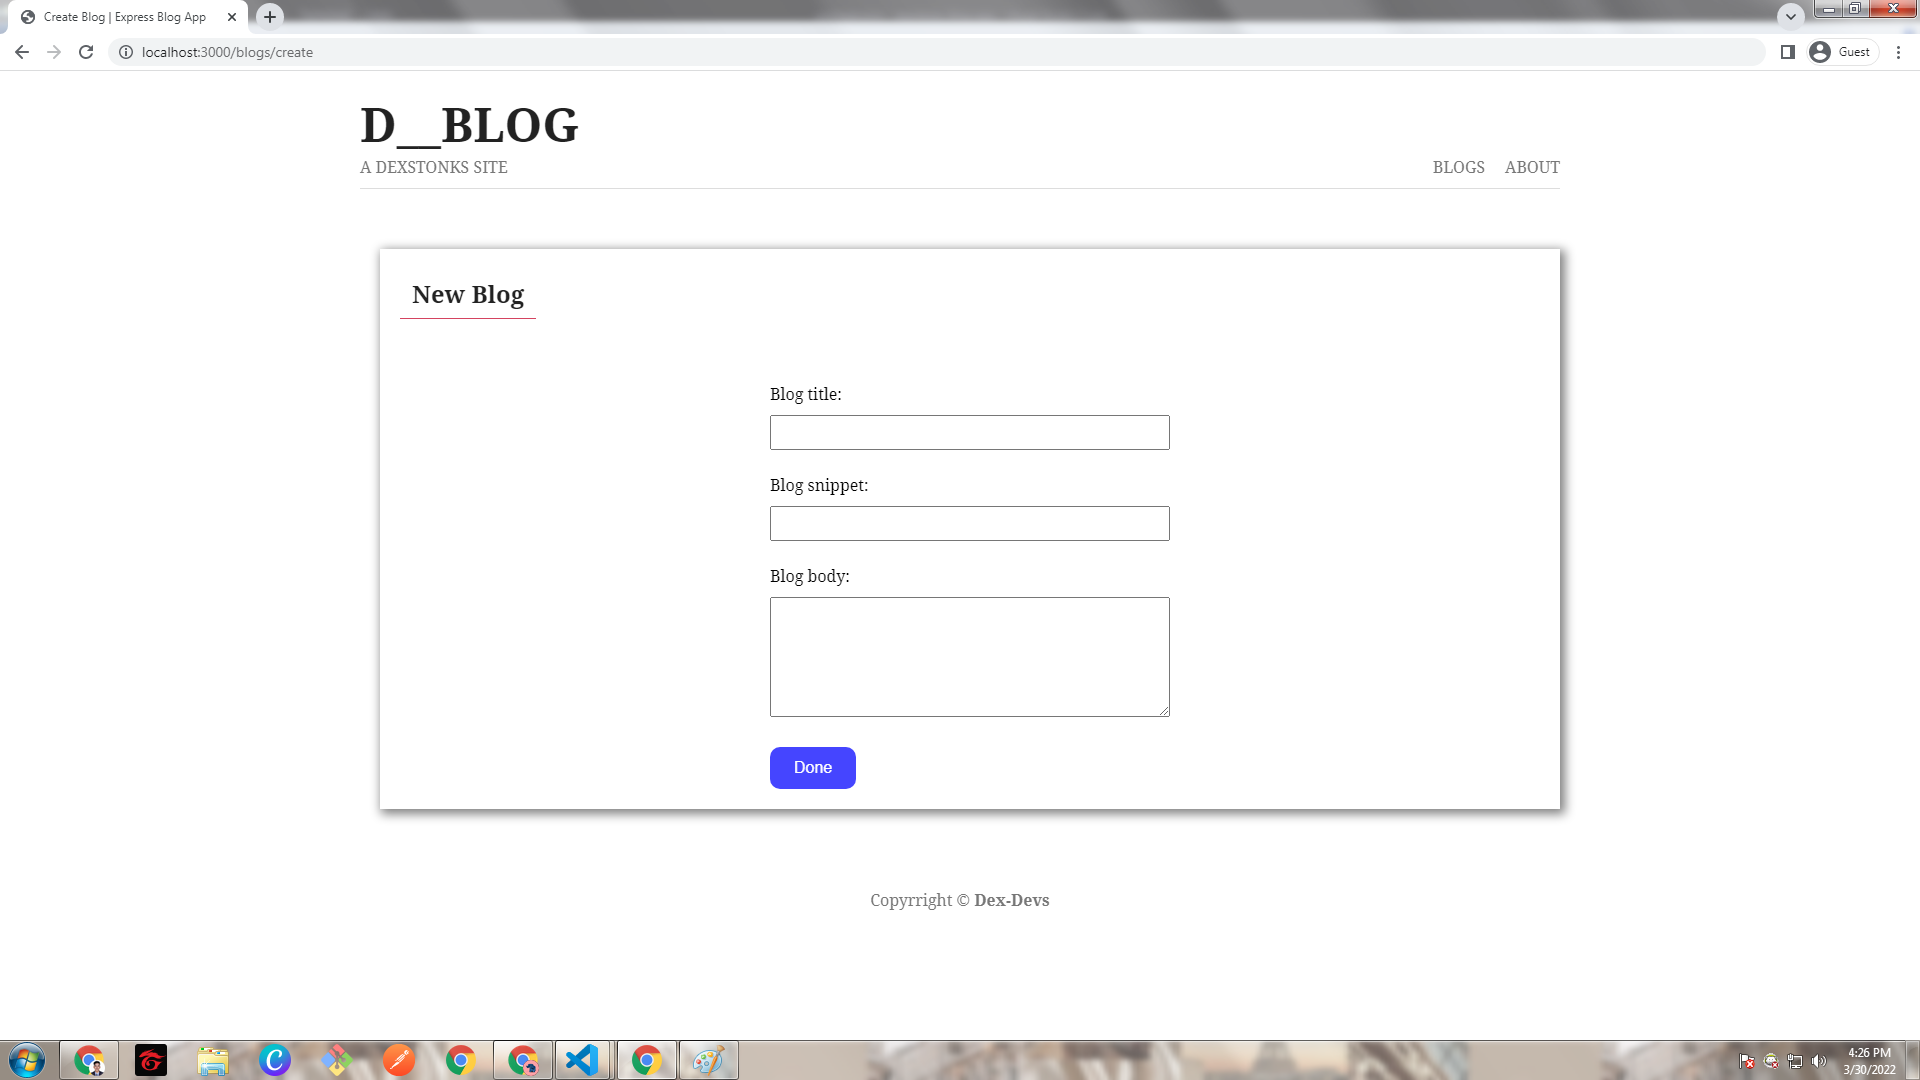 Create Blog | Express Blog App
localhost:3000/blogs/create
Guest
D__BLOG
A DEXSTONKS SITE
BLOGS ABOUT
New Blog
Blog title:
Blog snippet:
Blog body:
Done
Copyrright © Dex-Devs
4:26 PM
3/30/2022